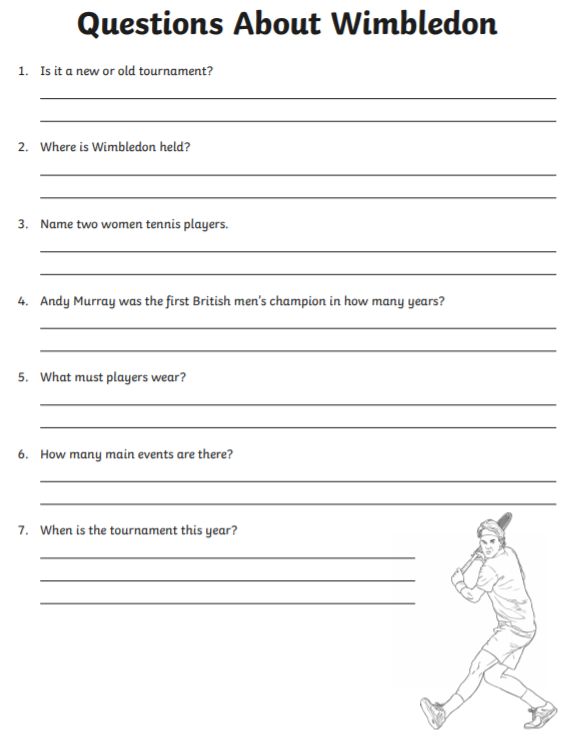 Questions About Wimbledon
1. Is it a new or old tournament?
2. Where is Wimbledon held?
3. Name two women tennis players.
4. Andy Murray was the first British men's champion in how many years?
5. What must players wear?
6. How many main events are there?
7. When is the tournament this year?